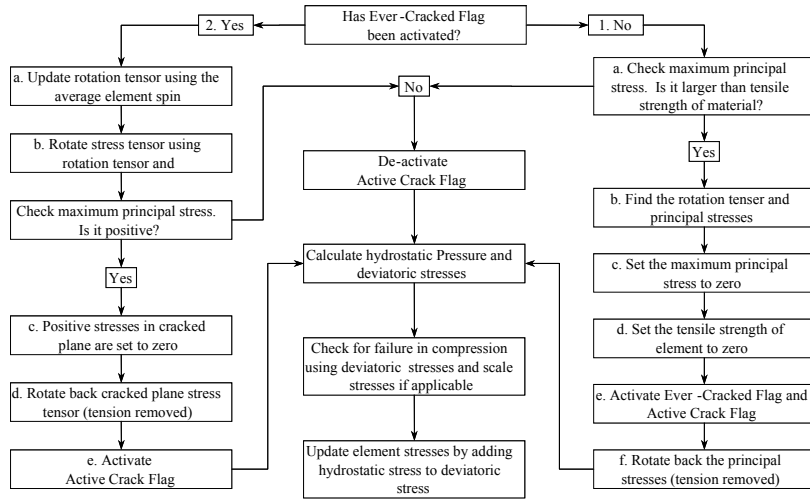 Has Ever-Cracked Flag
been activated?
2. Yes
1. No
a. Update rotation tensor using the
average element spin
b. Rotate stress tensor using
rotation tensor and
Check maximum principal stress.
Is it positive?
Yes
c. Positive stresses in cracked
plane are set to zero
d. Rotate back cracked plane stress
tensor (tension removed)
e. Activate
Active Crack Flag
No
De-activate
Active Crack Flag
Calculate hydrostatic Pressure and
deviatoric stresses
Check for failure in compression
using deviatoric stresses and scale
stresses if applicable
Update element stresses by adding
hydrostatic stress to deviatoric
stress
a. Check maximum principal
stress. Is it larger than tensile
strength of material?
Yes
b. Find the rotation tenser and
principal stresses
c. Set the maximum principal
stress to zero
d. Set the tensile strength of
element to zero
e. Activate Ever-Cracked Flag and
Active Crack Flag
f. Rotate back the principal
stresses (tension removed)